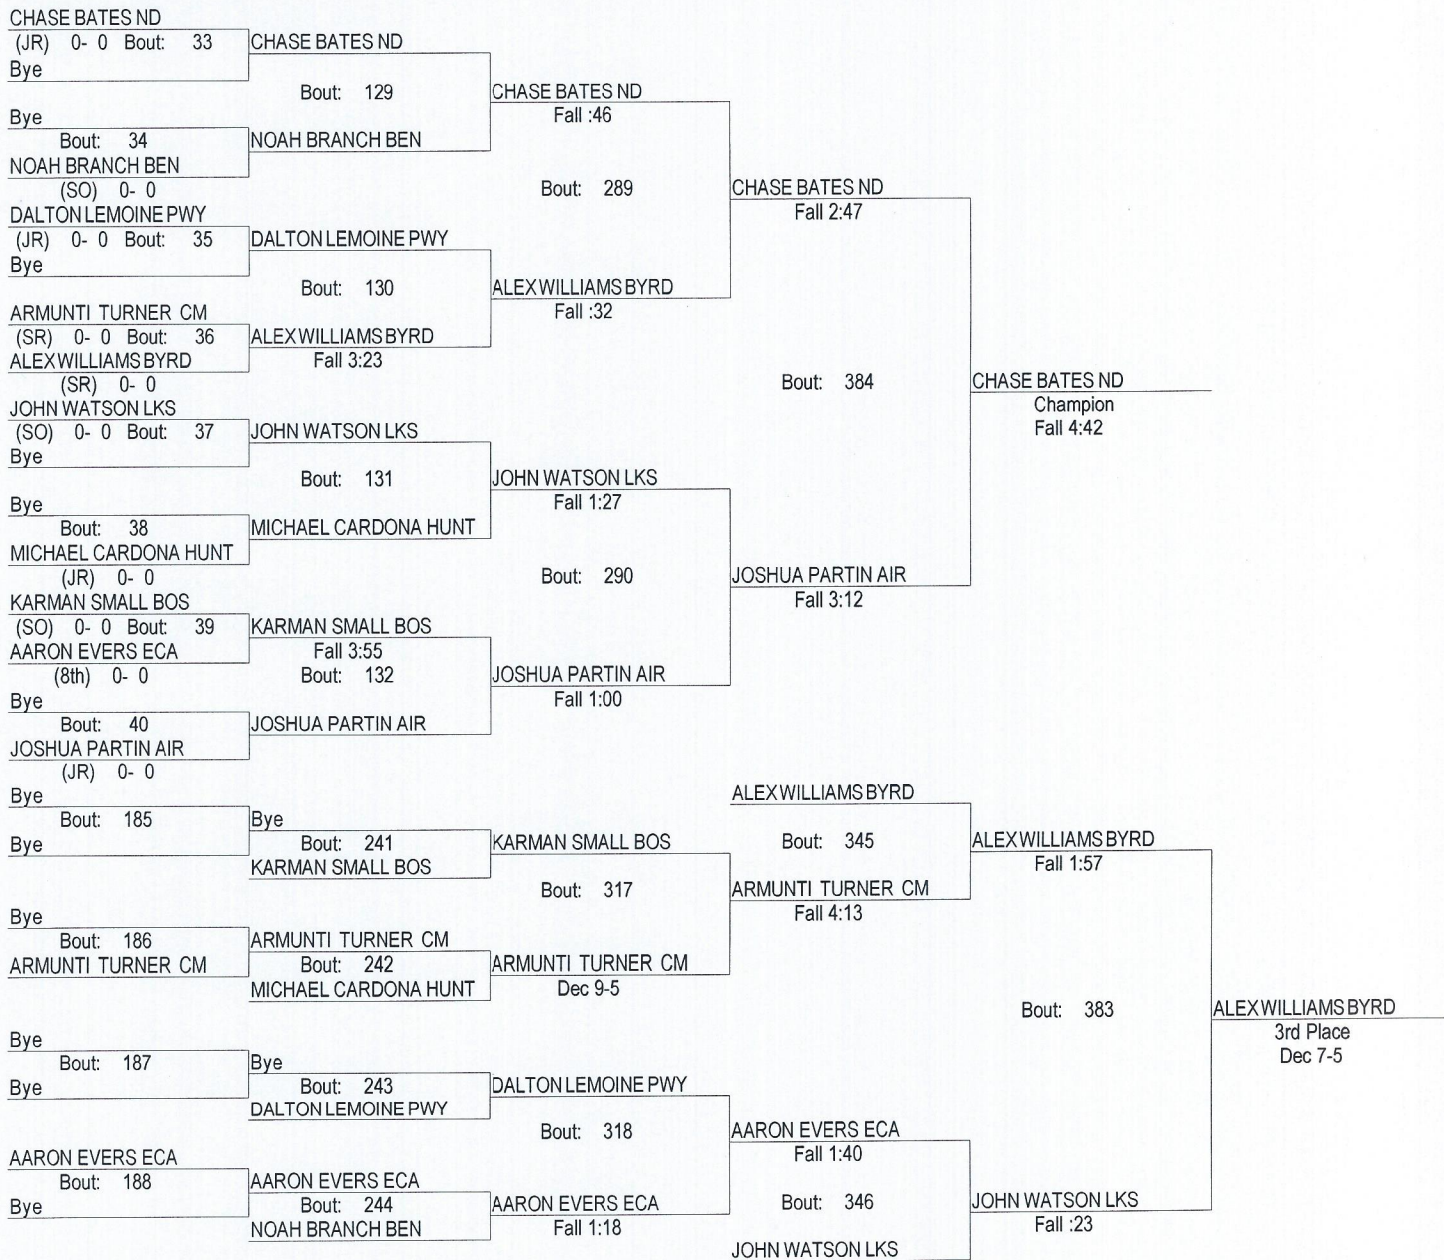 CHASE BATES ND
(JR) 0- 0 Bout: 33
Bye
CHASE BATES ND
Bout: 129
Bye
Bout: 34
NOAH BRANCH BEN
(SO) 0- 0
NOAH BRANCH BEN
CHASE BATES ND
Fall :46
Bout: 289
DALTON LEMOINE PWY
(JR) 0- 0 Bout: 35
Bye
DALTON LEMOINE PWY
Bout: 130
ARMUNTI TURNER CM
(SR) 0- 0 Bout: 36
ALEX WILLIAMS BYRD
(SR) 0- 0
ALEX WILLIAMS BYRD
Fall 3:23
ALEX WILLIAMS BYRD
Fall :32
CHASE BATES ND
Fall 2:47
Bout: 384
JOHN WATSON LKS
(SO) 0- 0 Bout: 37
Bye
JOHN WATSON LKS
Bout: 131
Bye
Bout: 38
MICHAEL CARDONA HUNT
(JR) 0- 0
MICHAEL CARDONA HUNT
JOHN WATSON LKS
Fall 1:27
Bout: 290
KARMAN SMALL BOS
(SO) 0- 0 Bout: 39
AARON EVERS ECA
(8th) 0- 0
KARMAN SMALL BOS
Fall 3:55
Bout: 132
Bye
Bout: 40
JOSHUA PARTIN AIR
(JR) 0- 0
JOSHUA PARTIN AIR
JOSHUA PARTIN AIR
Fall 1:00
JOSHUA PARTIN AIR
Fall 3:12
CHASE BATES ND
Champion
Fall 4:42
Bye
Bout: 185
Bye
Bye
Bout: 241
KARMAN SMALL BOS
KARMAN SMALL BOS
Bout: 317
Bye
Bout: 186
ARMUNTI TURNER CM
ARMUNTI TURNER CM
Bout: 242
MICHAEL CARDONA HUNT
ARMUNTI TURNER CM
Dec 9-5
ALEX WILLIAMS BYRD
Bout: 345
ARMUNTI TURNER CM
Fall 4:13
ALEX WILLIAMS BYRD
Fall 1:57
Bout: 383
Bye
Bout: 187
Bye
Bye
Bout: 243
DALTON LEMOINE PWY
DALTON LEMOINE PWY
Bout: 318
AARON EVERS ECA
Bout: 188
Bye
AARON EVERS ECA
Bout: 244
NOAH BRANCH BEN
AARON EVERS ECA
Fall 1:18
AARON EVERS ECA
Fall 1:40
Bout: 346
JOHN WATSON LKS
JOHN WATSON LKS
Fall :23
ALEX WILLIAMS BYRD
3rd Place
Dec 7-5